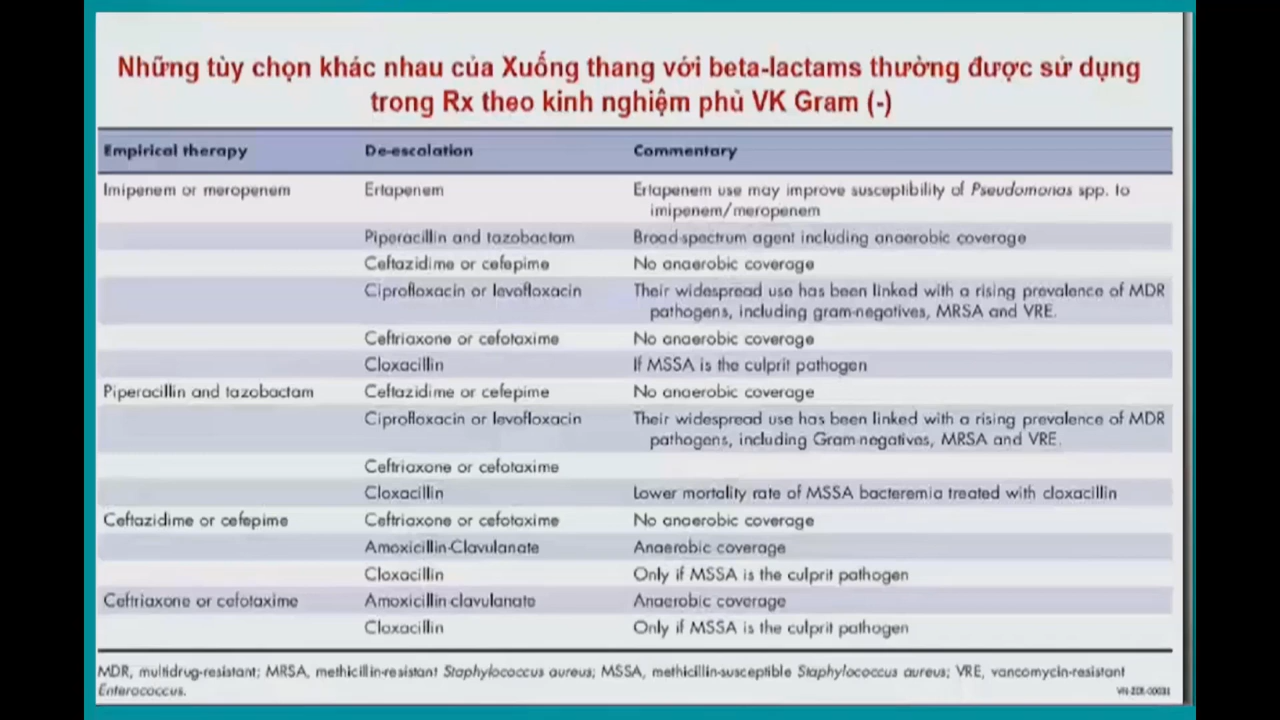 Những tùy chọn khác nhau của Xuống thang với beta-lactams thường được sử dụng
trong Rx theo kinh nghiệm phủ VK Gram (-)
Empirical therapy De-escalation Commentary
Imipenem or meropenem Ertapenem Ertapenem use may improve susceptibility of Pseudomonas spp. to
imipenem/meropenem
Piperacillin and tazobactam Broad-spectrum agent including anaerobic coverage
Ceftazidime or cefepime No anaerobic coverage
Ciprofloxacin or levofloxacin Their widespread use has been linked with a rising prevalence of MDR
pathogens, including gram-negatives, MRSA and VRE.
Ceftriaxone or cefotaxime No anaerobic coverage
Cloxacillin If MSSA is the culprit pathogen
Piperacillin and tazobactam Ceftazidime or cefepime No anaerobic coverage
Ciprofloxacin or levofloxacin Their widespread use has been linked with a rising prevalence of MDR
pathogens, including Gram-negatives, MRSA and VRE.
Ceftriaxone or cefotaxime
Cloxacillin Lower mortality rate of MSSA bacteremia treated with cloxacillin
Ceftazidime or cefepime Ceftriaxone or cefotaxime No anaerobic coverage
Amoxicillin-Clavulanate Anaerobic coverage
Cloxacillin Only if MSSA is the culprit pathogen
Ceftriaxone or cefotaxime Amoxicillin-clavulanate Anaerobic coverage
Cloxacillin Only if MSSA is the culprit pathogen
MDR, multidrug-resistant; MRSA, methicillin-resistant Staphylococcus aureus; MSSA, methicillin-susceptible Staphylococcus aureus; VRE, vancomycin-resistant
Enterococcus.
VN-ZER-00031